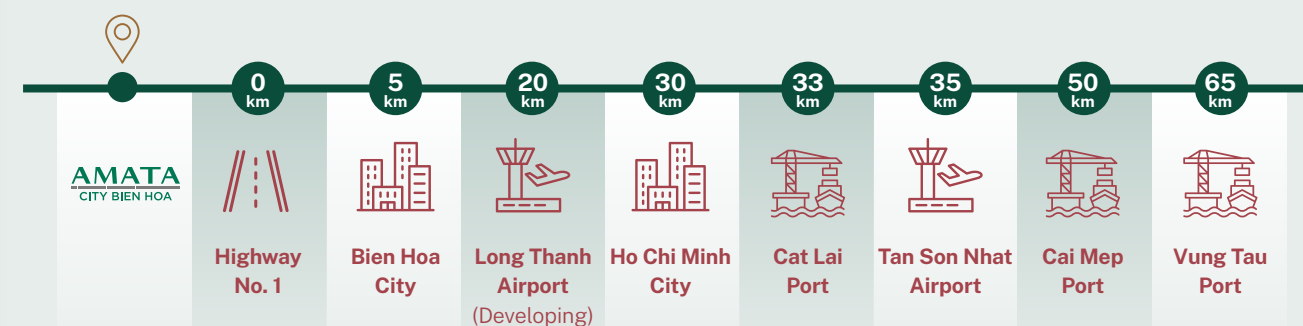 0
km
5
km
20
km
30
km
33
km
35
km
50
km
65
km
AMATA
CITY BIEN HOA
Highway
No. 1
Bien Hoa
City
Long Thanh
Airport
(Developing)
Ho Chi Minh
City
Cat Lai
Port
Tan Son Nhat
Airport
Cai Mep
Port
Vung Tau
Port